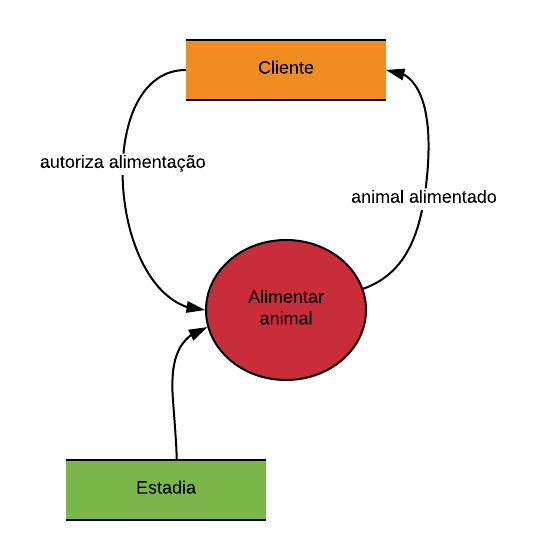 Cliente
autoriza alimentação
animal alimentado
Alimentar
animal
Estadia